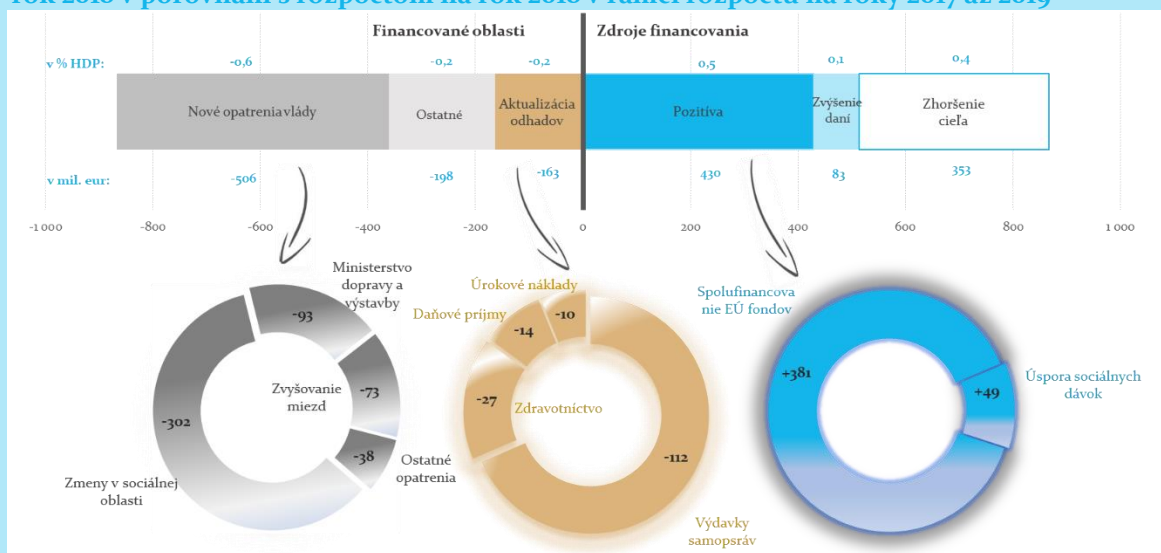 rok 2018 v porovnaní s rozpočtom na rok 2018 v rámci rozpočtu na roky 2017 až 2019
Financované oblasti
Zdroje financovania
v % HDP:
-0,6
-0,2
-0,2
0,5
0,1
0,4
Nové opatrenia vlády
Ostatné
Aktualizácia
odhadov
Pozitíva
Zvýšenie
daní
Zhoršenie
cieľa
v mil. eur:
-506
-198
-163
430
83
353
-1 000
-800
-600
-400
-200
0
200
400
600
800
1 000
Ministerstvo
dopravy a
výstavby
-93
Zvyšovanie
miezd
-73
-302
-38
Ostatné
opatrenia
Zmeny v sociálnej
oblasti
Úrokové náklady
Daňové príjmy
-14
-10
-27
Zdravotníctvo
-112
Výdavky
samopsráv
Spolufinancova
nie EÚ fondov
+381
+49
Úspora sociálnych
dávok